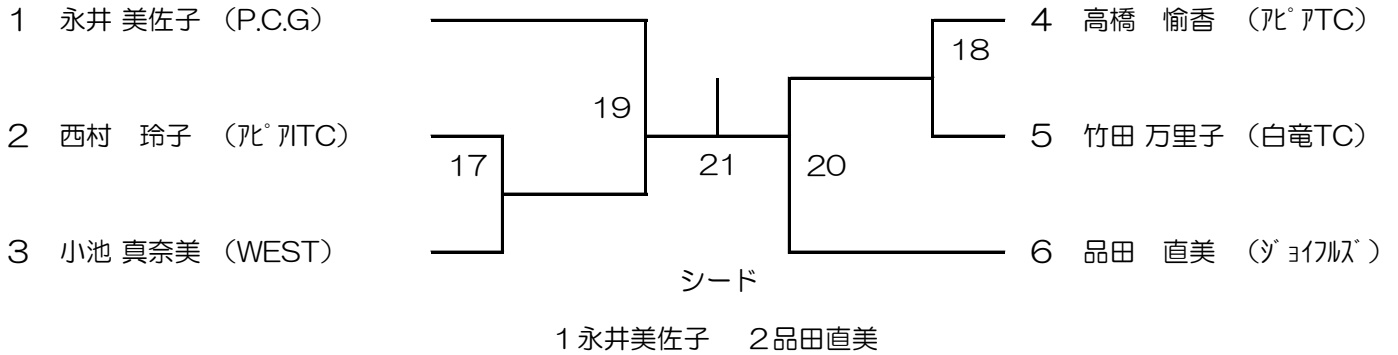 1 永井 美佐子 (P.C.G)
4 高橋 愉香 (ｱﾋﾟｱTC)
18
19
2 西村 玲子 (ｱﾋﾟｱITC)
5 竹田 万里子 (白竜TC)
17
21
20
3 小池 真奈美 (WEST)
6 品田 直美 (ｼﾞｮｲﾌﾙｽﾞ)
シード
1永井美佐子 2品田直美